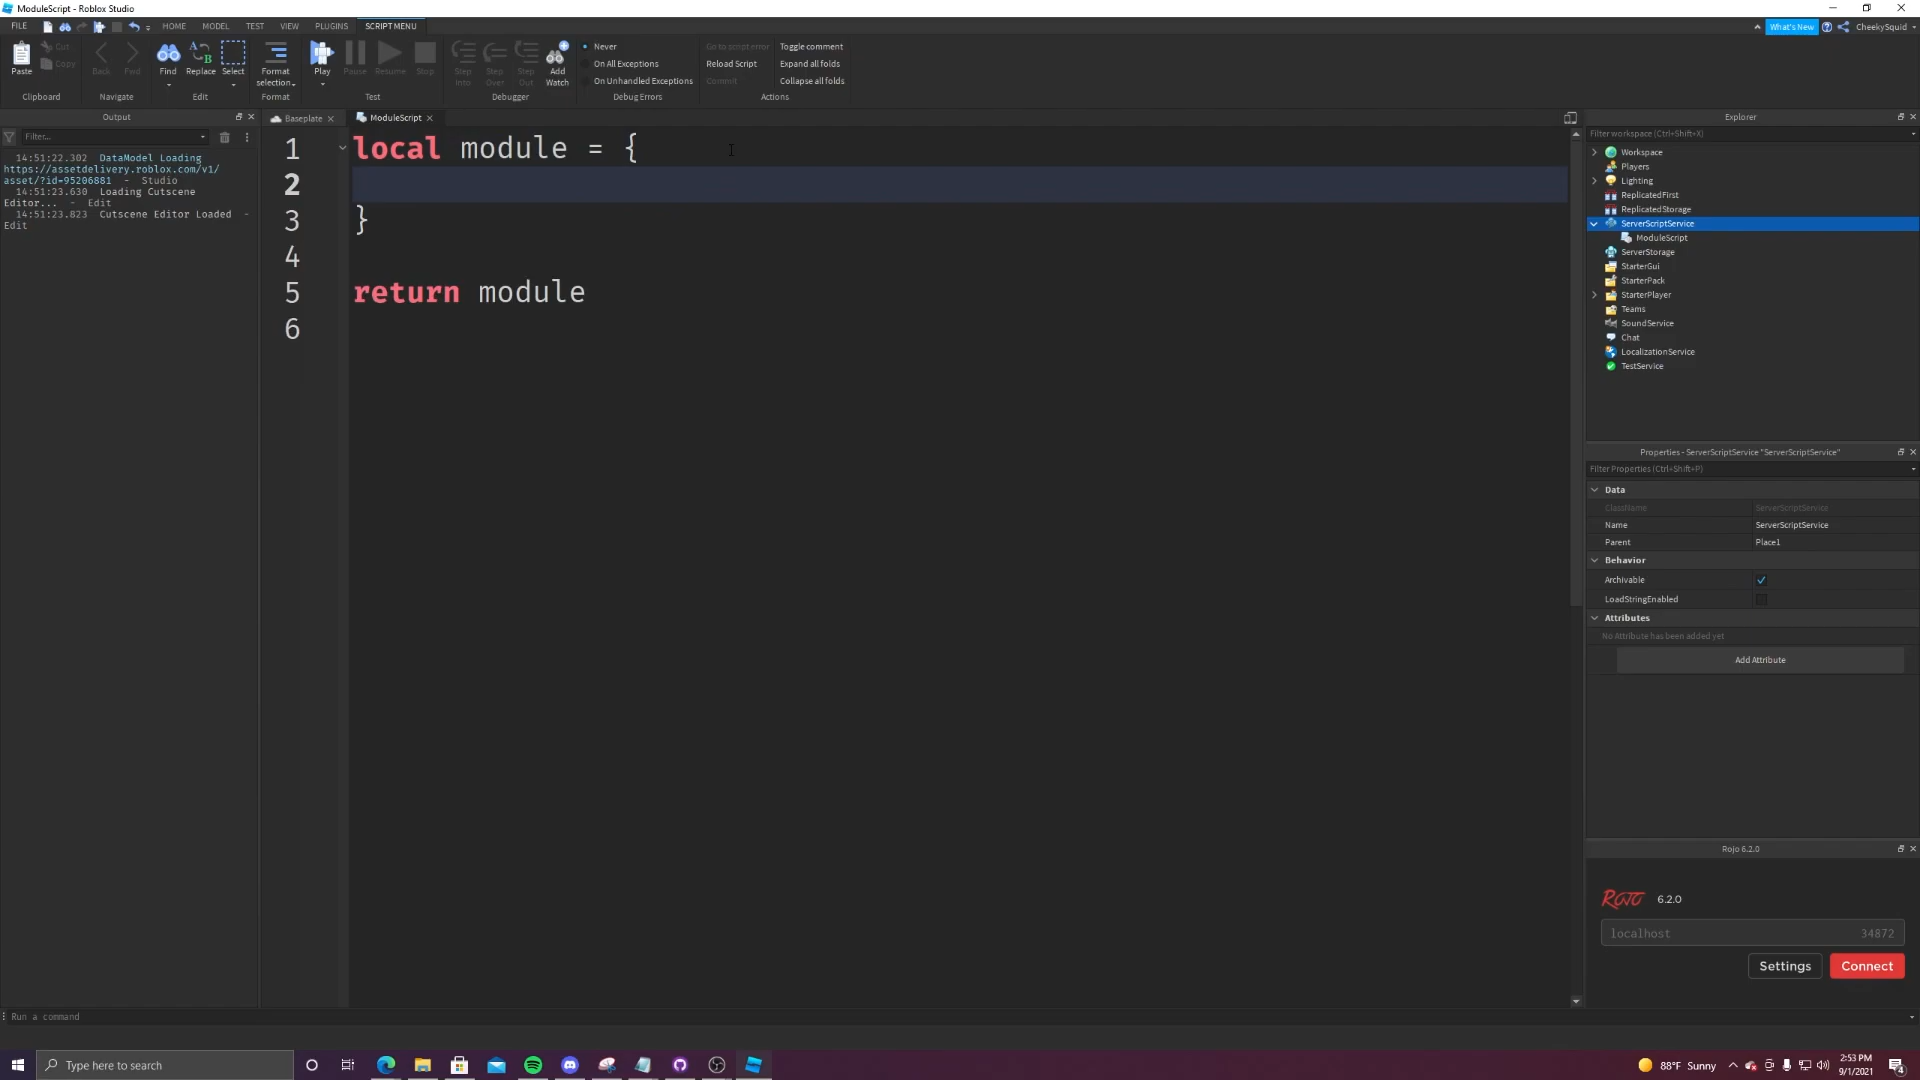 ModuleScript - Roblox Studio
FILE HOME MODEL TEST VIEW PLUGINS SCRIPT MENU What's New CheekySquid
Paste Cut Copy
Clipboard
Back Fwd
Navigate
Find Replace Select
Edit
Format selection
Format
Play Pause Resume Stop
Test
Step Into Step Over Step Out Add Watch
Debugger
Never
On All Exceptions
On Unhandled Exceptions
Debug Errors
Go to script error Toggle comment
Reload Script Expand all folds
Commit Collapse all folds
Actions
Output
Filter...
14:51:22.302 DataModel Loading
https://assetdelivery.roblox.com/v1/
asset/?id=95206881 - Studio
14:51:23.630 Loading Cutscene
Editor... - Edit
14:51:23.823 Cutscene Editor Loaded -
Edit
Baseplate ModuleScript
1 local module = {
2
3 }
4
5 return module
6
Explorer
Filter workspace (Ctrl+Shift+X)
Workspace
Players
Lighting
ReplicatedFirst
ReplicatedStorage
ServerScriptService
ModuleScript
ServerStorage
StarterGui
StarterPack
StarterPlayer
Teams
SoundService
Chat
LocalizationService
TestService
Properties - ServerScriptService "ServerScriptService"
Filter Properties (Ctrl+Shift+P)
Data
ClassName ServerScriptService
Name ServerScriptService
Parent Place1
Behavior
Archivable
LoadStringEnabled
Attributes
No Attribute has been added yet
Add Attribute
Rojo 6.2.0
ROJO 6.2.0
localhost 34872
Settings Connect
Run a command
Type here to search
88°F Sunny
2:53 PM
9/1/2021
4